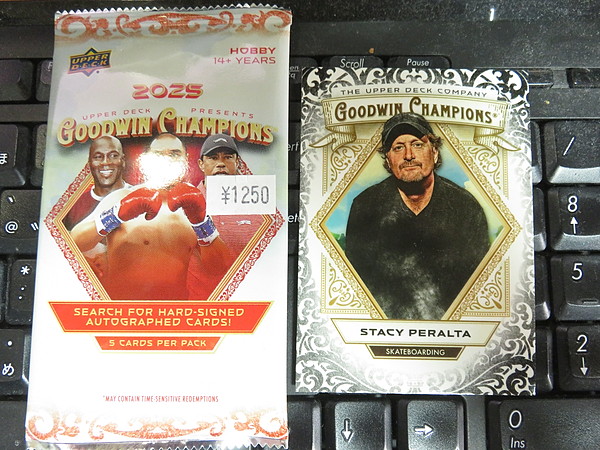 UPPER DECK
HOBBY
14+ YEARS
2025
UPPER DECK PRESENTS
GOODWIN CHAMPIONS
¥1250
SEARCH FOR HARD-SIGNED
AUTOGRAPHED CARDS!
5 CARDS PER PACK
*MAY CONTAIN TIME-SENSITIVE REDEMPTIONS
THE UPPER DECK COMPANY
GOODWIN CHAMPIONS®
STACY PERALTA
SKATEBOARDING
Scroll
Pause
8
↑
5
2
↓
↓
→
0
Ins
ほ
@
*
め